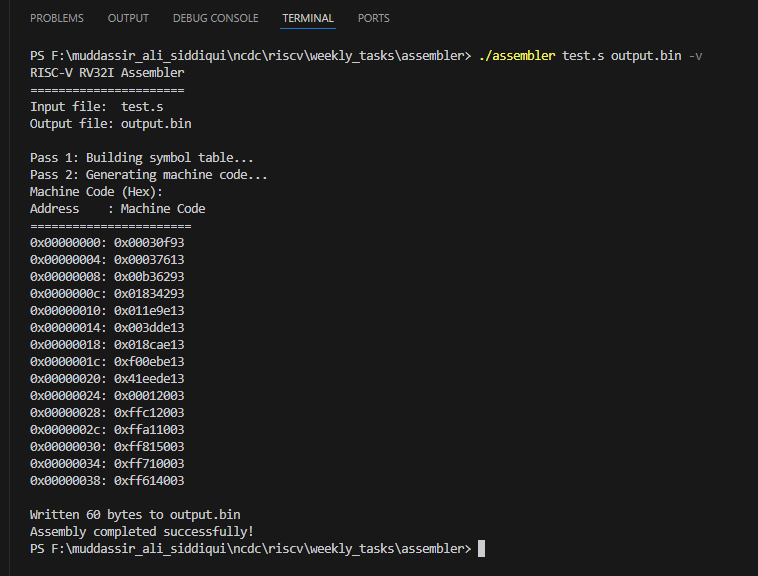 PROBLEMS OUTPUT DEBUG CONSOLE TERMINAL PORTS
PS F:\muddassir_ali_siddiqui\ncdc\riscv\weekly_tasks\assembler> ./assembler test.s output.bin -v
RISC-V RV32I Assembler
======================
Input file:  test.s
Output file: output.bin
Pass 1: Building symbol table...
Pass 2: Generating machine code...
Machine Code (Hex):
Address    : Machine Code
=======================
0x00000000: 0x00030f93
0x00000004: 0x00037613
0x00000008: 0x00b36293
0x0000000c: 0x01834293
0x00000010: 0x011e9e13
0x00000014: 0x003dde13
0x00000018: 0x018cae13
0x0000001c: 0xf00ebe13
0x00000020: 0x41eede13
0x00000024: 0x00012003
0x00000028: 0xffc12003
0x0000002c: 0xffa11003
0x00000030: 0xff815003
0x00000034: 0xff710003
0x00000038: 0xff614003
Written 60 bytes to output.bin
Assembly completed successfully!
PS F:\muddassir_ali_siddiqui\ncdc\riscv\weekly_tasks\assembler>